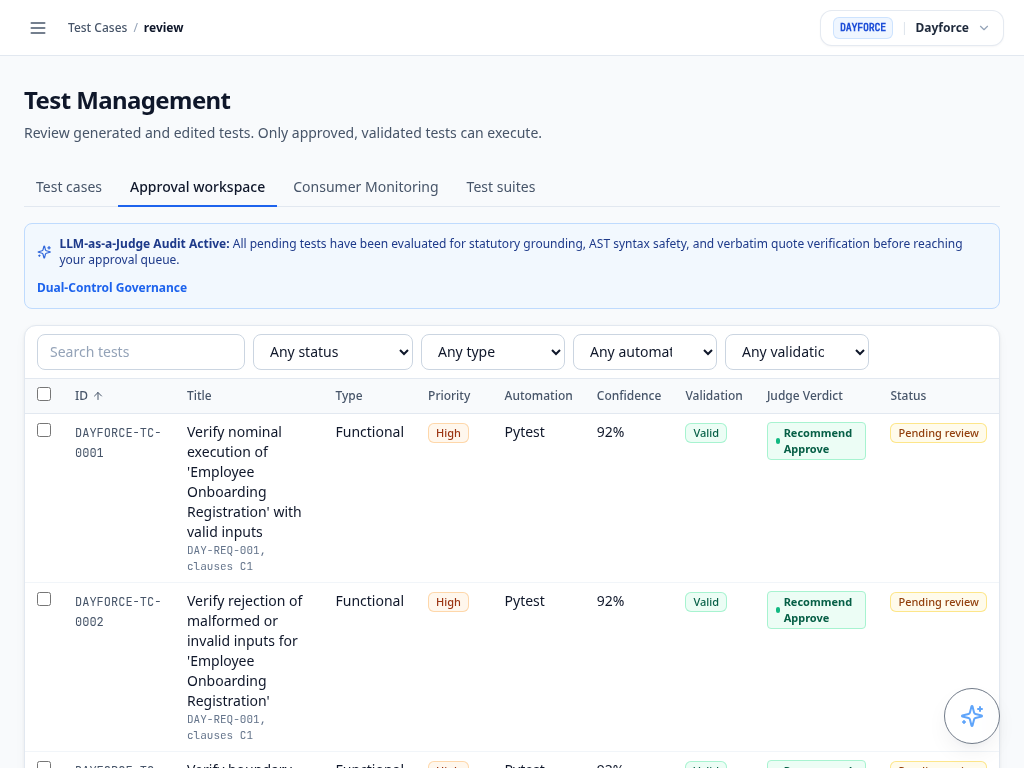 Test Cases / review
DAYFORCE Dayforce
Test Management
Review generated and edited tests. Only approved, validated tests can execute.
Test cases Approval workspace Consumer Monitoring Test suites
LLM-as-a-Judge Audit Active: All pending tests have been evaluated for statutory grounding, AST syntax safety, and verbatim quote verification before reaching
your approval queue.
Dual-Control Governance
Search tests Any status Any type Any automat Any validatic
ID ↑ Title Type Priority Automation Confidence Validation Judge Verdict Status
DAYFORCE-TC-
0001
Verify nominal
execution of
'Employee
Onboarding
Registration' with
valid inputs
DAY-REQ-001,
clauses C1
Functional High Pytest 92% Valid
Recommend
Approve
Pending review
DAYFORCE-TC-
0002
Verify rejection of
malformed or
invalid inputs for
'Employee
Onboarding
Registration'
DAY-REQ-001,
clauses C1
Functional High Pytest 92% Valid
Recommend
Approve
Pending review